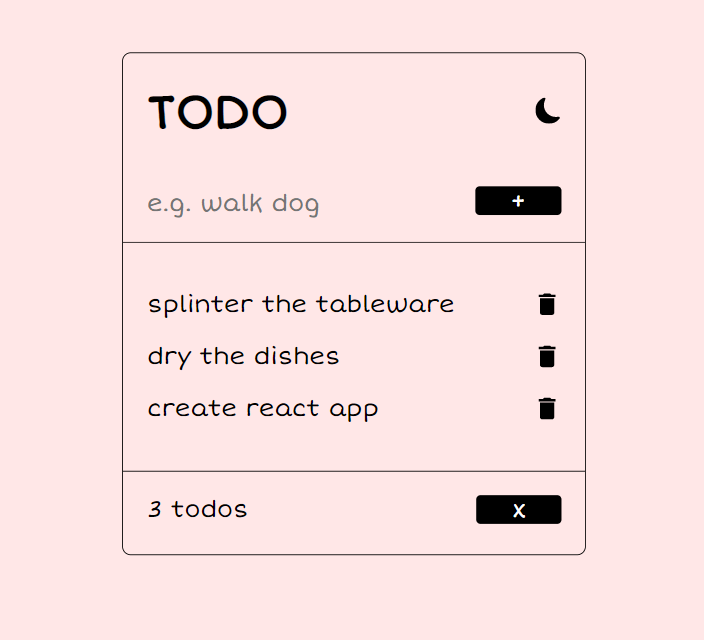 TODO
e.g. walk dog
+
splinter the tableware
dry the dishes
create react app
3 todos
x